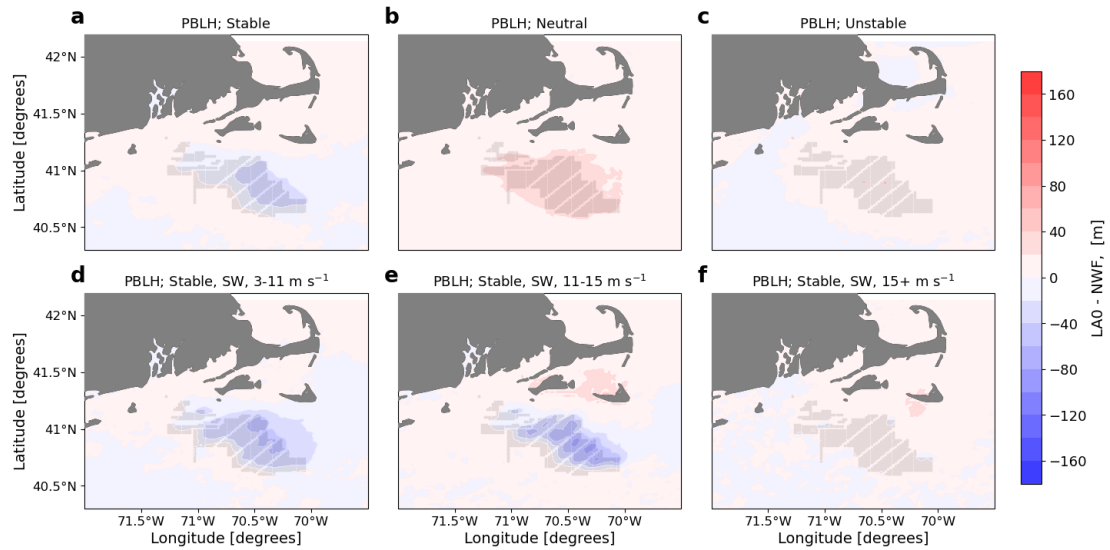 a PBLH; Stable
b PBLH; Neutral
c PBLH; Unstable
42°N
41.5°N
41°N
40.5°N
Latitude [degrees]
d PBLH; Stable, SW, 3-11 m s⁻¹
e PBLH; Stable, SW, 11-15 m s⁻¹
f PBLH; Stable, SW, 15+ m s⁻¹
42°N
41.5°N
41°N
40.5°N
Latitude [degrees]
71.5°W 71°W 70.5°W 70°W
71.5°W 71°W 70.5°W 70°W
71.5°W 71°W 70.5°W 70°W
Longitude [degrees]
Longitude [degrees]
Longitude [degrees]
160
120
80
40
0
−40
−80
−120
−160
LA0 - NWF, [m]